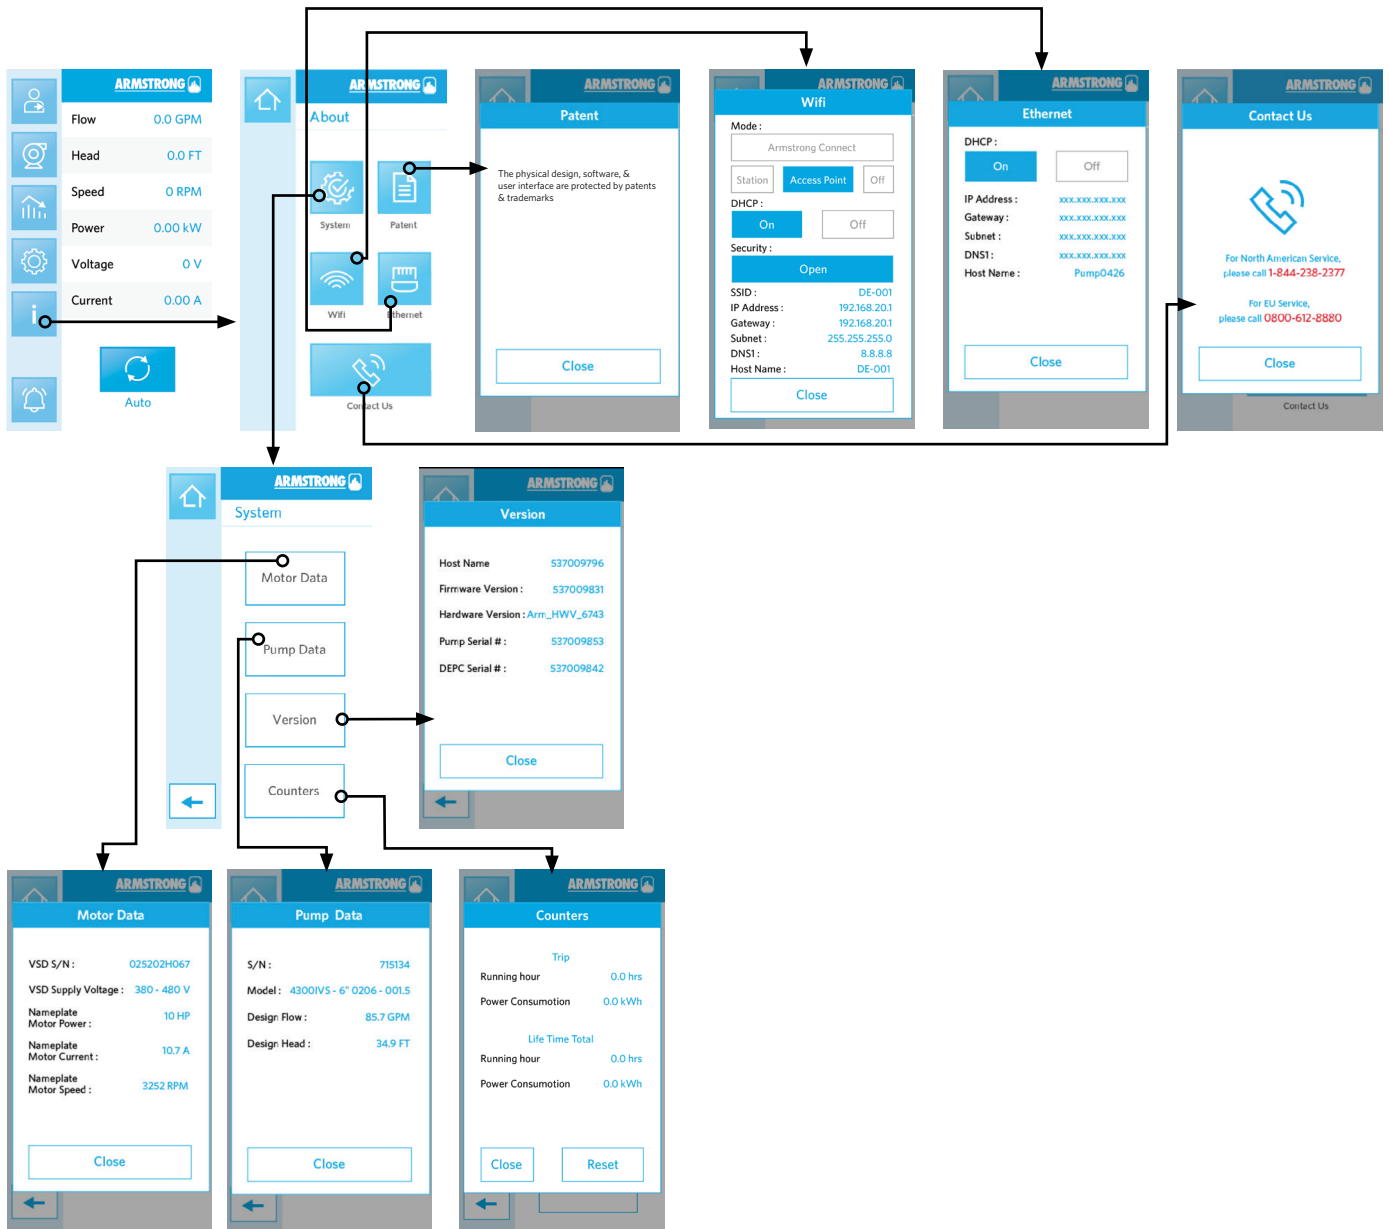 ARMSTRONG
Flow 0.0 GPM
Head 0.0 FT
Speed 0 RPM
Power 0.00 kW
Voltage 0 V
Current 0.00 A
i
Auto
ARMSTRONG
About
System Patent
Wifi Ethernet
Contact Us
ARMSTRONG
Patent
The physical design, software, &
user interface are protected by patents
& trademarks
Close
ARMSTRONG
Wifi
Mode :
Armstrong Connect
Station Access Point Off
DHCP :
On Off
Security :
Open
SSID : DE-001
IP Address : 192.168.20.1
Gateway : 192.168.20.1
Subnet : 255.255.255.0
DNS1 : 8.8.8.8
Host Name : DE-001
Close
ARMSTRONG
Ethernet
DHCP :
On Off
IP Address : xxx.xxx.xxx.xxx
Gateway : xxx.xxx.xxx.xxx
Subnet : xxx.xxx.xxx.xxx
DNS1 : xxx.xxx.xxx.xxx
Host Name : Pump0426
Close
ARMSTRONG
Contact Us
For North American Service,
please call 1-844-238-2377
For EU Service,
please call 0800-612-8880
Close
Contact Us
ARMSTRONG
System
Motor Data
Pump Data
Version
Counters
ARMSTRONG
Version
Host Name 537009796
Firmware Version : 537009831
Hardware Version : Arm_HWV_6743
Pump Serial # : 537009853
DEPC Serial # : 537009842
Close
ARMSTRONG
Motor Data
VSD S/N : 025202H067
VSD Supply Voltage : 380 - 480 V
Nameplate
Motor Power : 10 HP
Nameplate
Motor Current : 10.7 A
Nameplate
Motor Speed : 3252 RPM
Close
ARMSTRONG
Pump Data
S/N : 715134
Model : 4300IVS - 6" 0206 - 001.5
Design Flow : 85.7 GPM
Design Head : 34.9 FT
Close
ARMSTRONG
Counters
Trip
Running hour 0.0 hrs
Power Consumotion 0.0 kWh
Life Time Total
Running hour 0.0 hrs
Power Consumotion 0.0 kWh
Close Reset